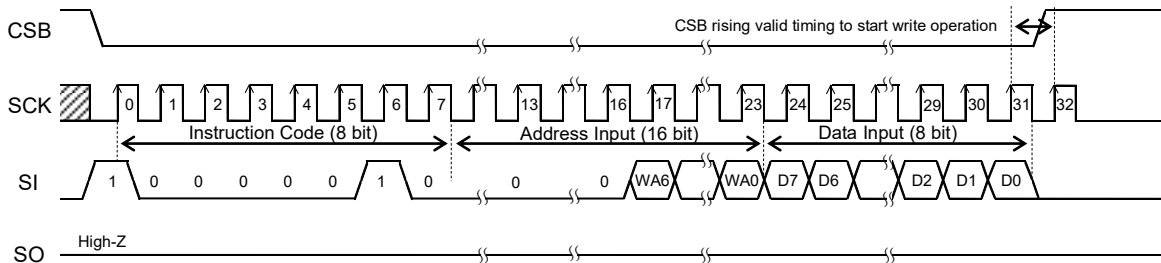 CSB
CSB rising valid timing to start write operation
SCK
0 1 2 3 4 5 6 7 13 16 17 23 24 25 29 30 31 32
Instruction Code (8 bit) Address Input (16 bit) Data Input (8 bit)
SI
1 0 0 0 0 0 1 0 0 0 WA6 WA0 D7 D6 D2 D1 D0
High-Z
SO